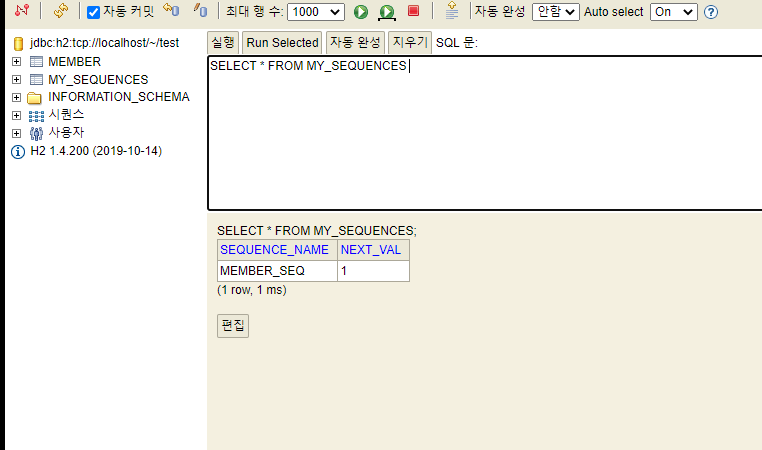 자동 커밋 최대 행 수: 1000 자동 완성 안함 Auto select On
jdbc:h2:tcp://localhost/~/test
MEMBER
MY_SEQUENCES
INFORMATION_SCHEMA
시퀀스
사용자
H2 1.4.200 (2019-10-14)
실행 Run Selected 자동 완성 지우기 SQL 문:
SELECT * FROM MY_SEQUENCES
SELECT * FROM MY_SEQUENCES;
SEQUENCE_NAME NEXT_VAL
MEMBER_SEQ 1
(1 row, 1 ms)
편집